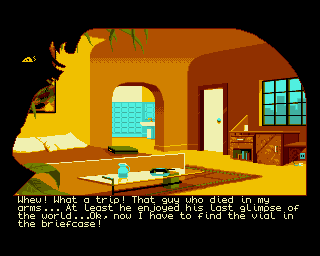 Whew! What a trip! That guy who died in my
arms... At least he enjoyed his last glimpse of
the world...Ok, now I have to find the vial in
the briefcase!